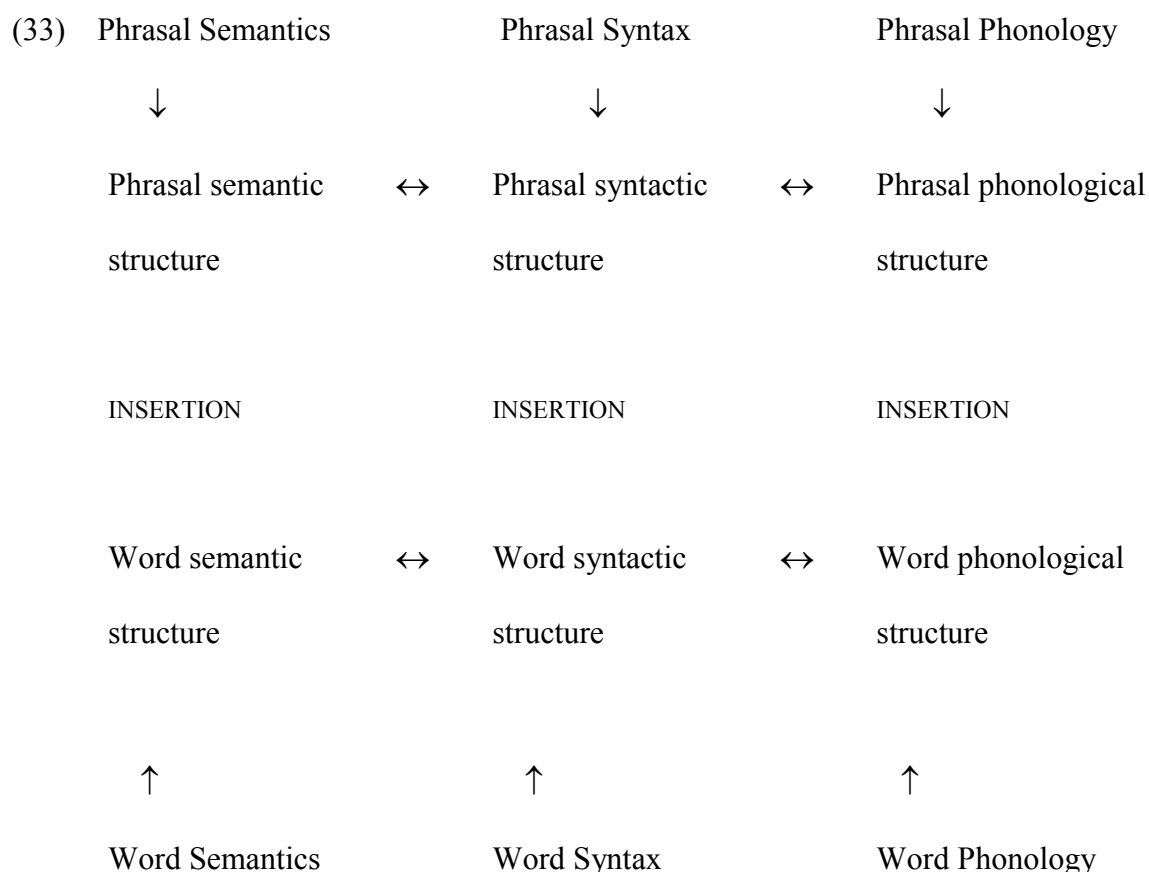 (33) Phrasal Semantics Phrasal Syntax Phrasal Phonology
↓ ↓ ↓
Phrasal semantic ↔ Phrasal syntactic ↔ Phrasal phonological
structure structure structure
INSERTION INSERTION INSERTION
Word semantic ↔ Word syntactic ↔ Word phonological
structure structure structure
↑ ↑ ↑
Word Semantics Word Syntax Word Phonology